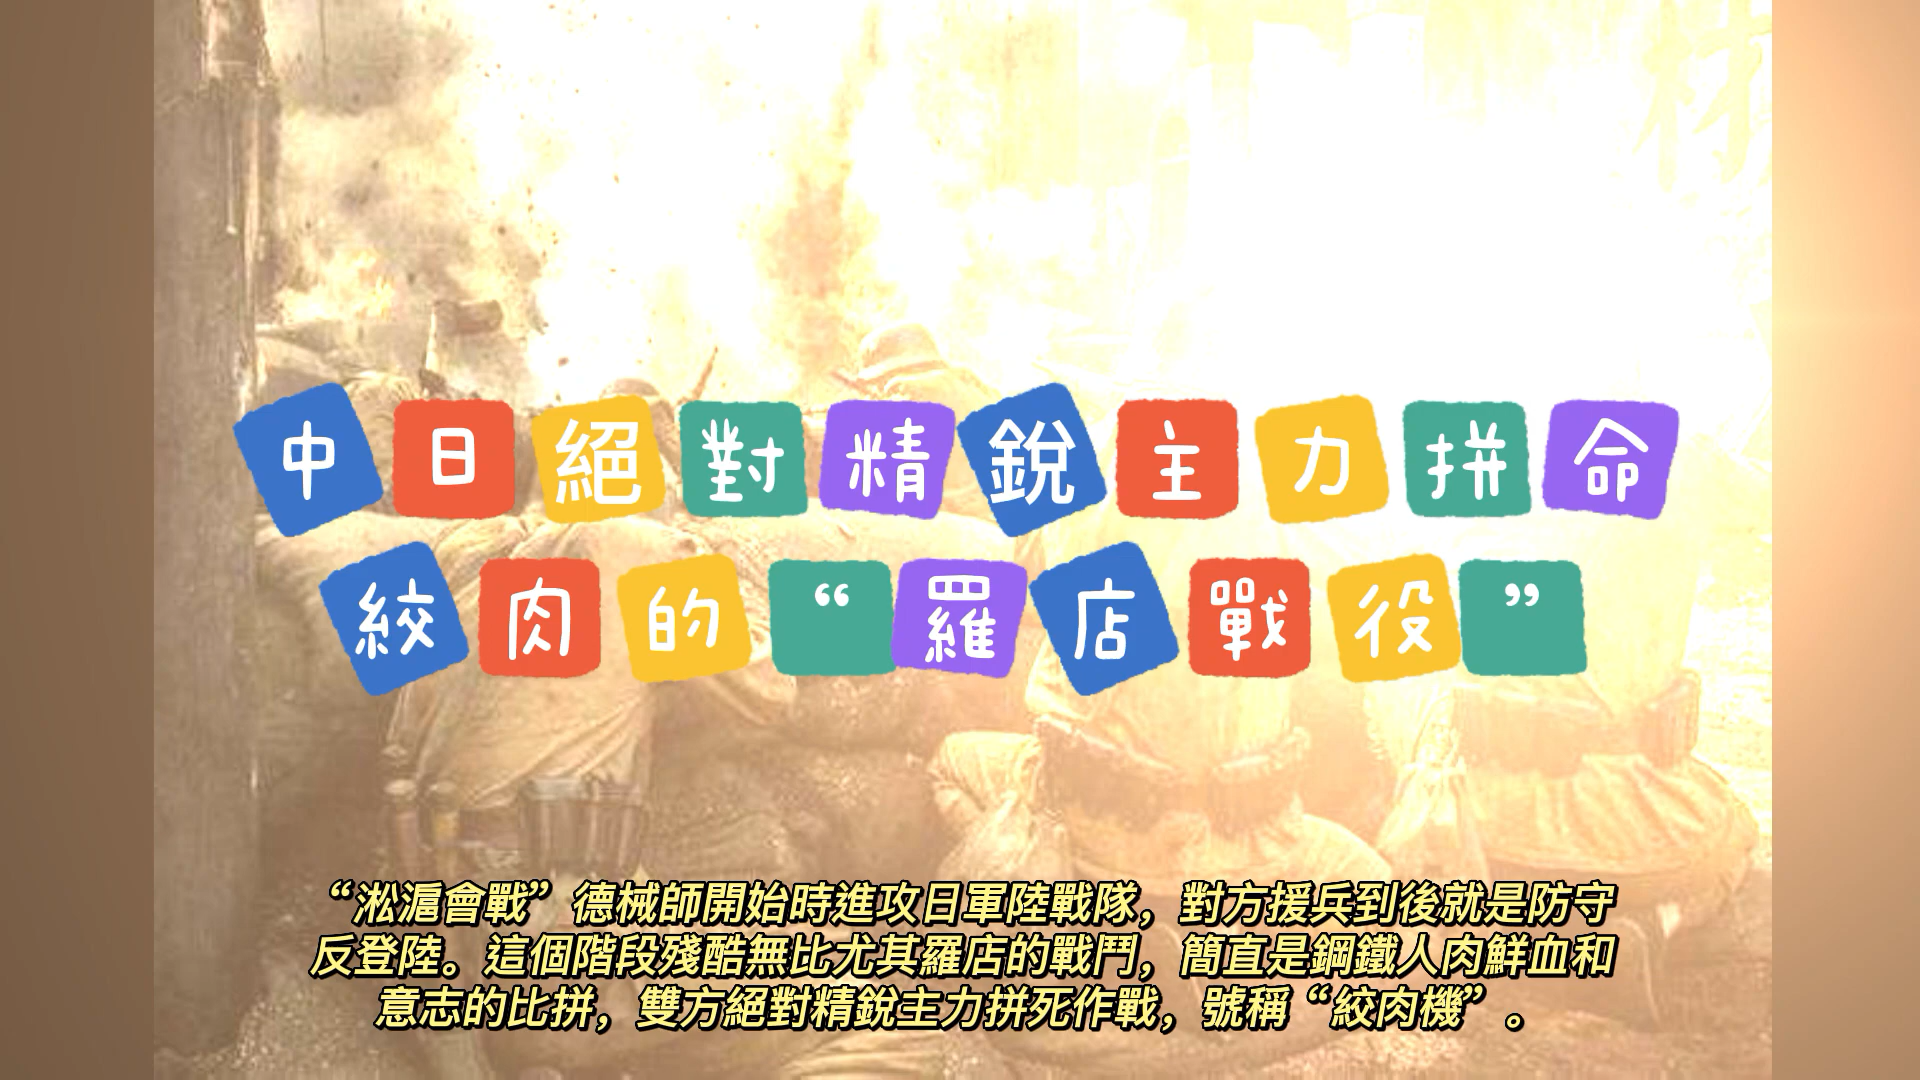 中日絕對精銳主力拼命
絞肉的“羅店戰役”
“淞滬會戰”德械師開始時進攻日軍陸戰隊，對方援兵到後就是防守
反登陸。這個階段殘酷無比尤其羅店的戰鬥，簡直是鋼鐵人肉鮮血和
意志的比拼，雙方絕對精銳主力拼死作戰，號稱“絞肉機”。